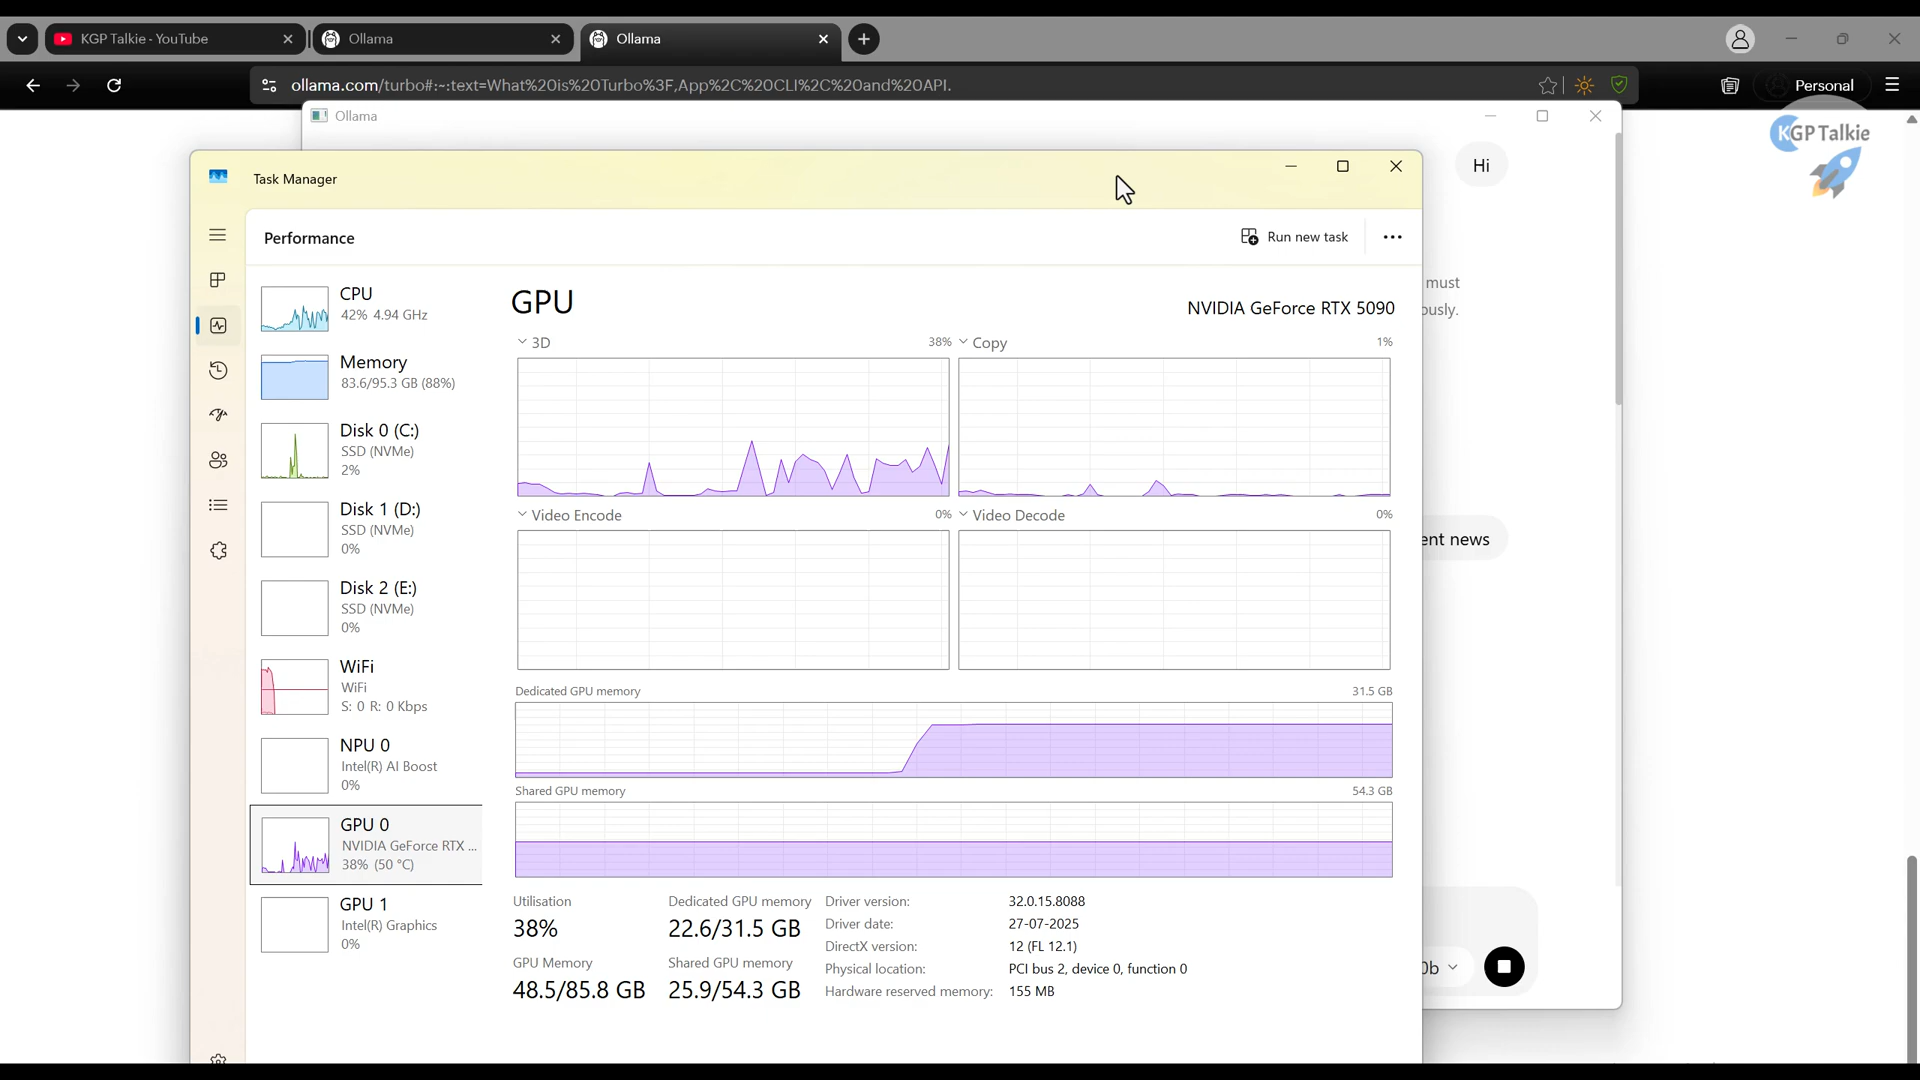 KGP Talkie - YouTube
Ollama
Ollama
ollama.com/turbo#:~:text=What%20is%20Turbo%3F,App%2C%20CLI%2C%20and%20API.
Personal
Ollama
KGP Talkie
Hi
Task Manager
Performance
Run new task
must
ously.
ent news
0b
CPU
42% 4.94 GHz
Memory
83.6/95.3 GB (88%)
Disk 0 (C:)
SSD (NVMe)
2%
Disk 1 (D:)
SSD (NVMe)
0%
Disk 2 (E:)
SSD (NVMe)
0%
WiFi
WiFi
S: 0 R: 0 Kbps
NPU 0
Intel(R) AI Boost
0%
GPU 0
NVIDIA GeForce RTX ...
38% (50 °C)
GPU 1
Intel(R) Graphics
0%
GPU
NVIDIA GeForce RTX 5090
3D 38%
Copy 1%
Video Encode 0%
Video Decode 0%
Dedicated GPU memory 31.5 GB
Shared GPU memory 54.3 GB
Utilisation
38%
Dedicated GPU memory
22.6/31.5 GB
GPU Memory
48.5/85.8 GB
Shared GPU memory
25.9/54.3 GB
Driver version: 32.0.15.8088
Driver date: 27-07-2025
DirectX version: 12 (FL 12.1)
Physical location: PCI bus 2, device 0, function 0
Hardware reserved memory: 155 MB